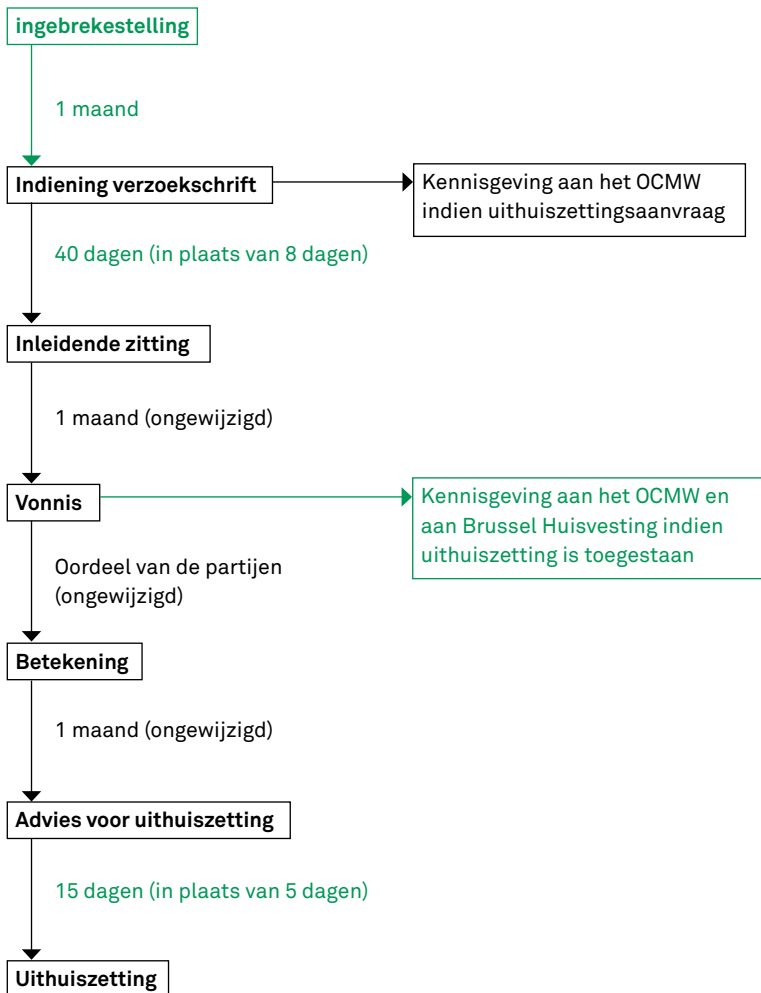 ingebrekestelling
1 maand
Indiening verzoekschrift
Kennisgeving aan het OCMW
indien uithuiszettingsaanvraag
40 dagen (in plaats van 8 dagen)
Inleidende zitting
1 maand (ongewijzigd)
Vonnis
Kennisgeving aan het OCMW en
aan Brussel Huisvesting indien
uithuiszetting is toegestaan
Oordeel van de partijen
(ongewijzigd)
Betekening
1 maand (ongewijzigd)
Advies voor uithuiszetting
15 dagen (in plaats van 5 dagen)
Uithuiszetting